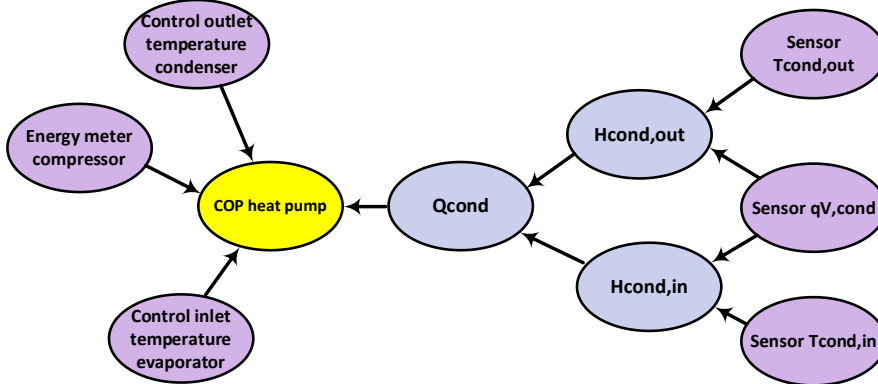 Control outlet
temperature
condenser
Sensor
Tcond,out
Energy meter
compressor
Hcond,out
COP heat pump
Qcond
Sensor qV,cond
Hcond,in
Control inlet
temperature
evaporator
Sensor Tcond,in